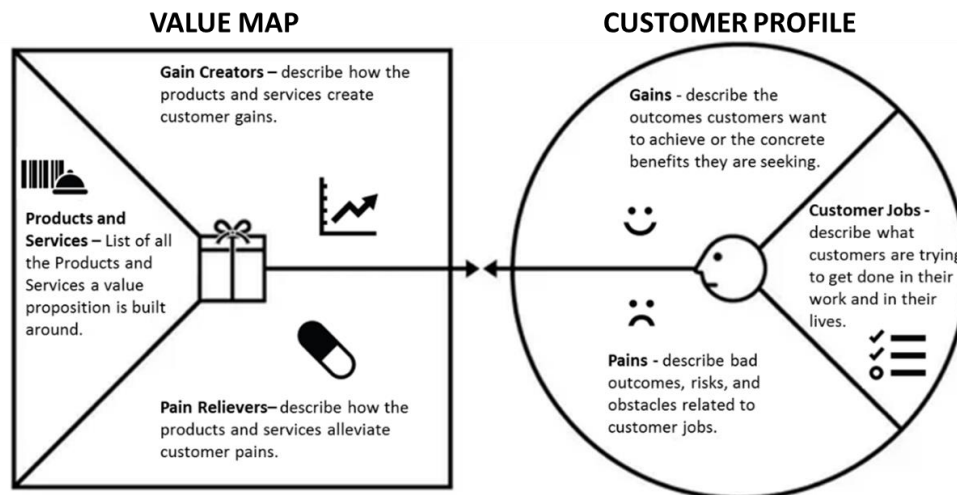 VALUE MAP
Gain Creators – describe how the
products and services create
customer gains.
Products and
Services – List of all
the Products and
Services a value
proposition is built
around.
Pain Relievers– describe how the
products and services alleviate
customer pains.
CUSTOMER PROFILE
Gains - describe the
outcomes customers want
to achieve or the concrete
benefits they are seeking.
Customer Jobs -
describe what
customers are trying
to get done in their
work and in their
lives.
Pains - describe bad
outcomes, risks, and
obstacles related to
customer jobs.